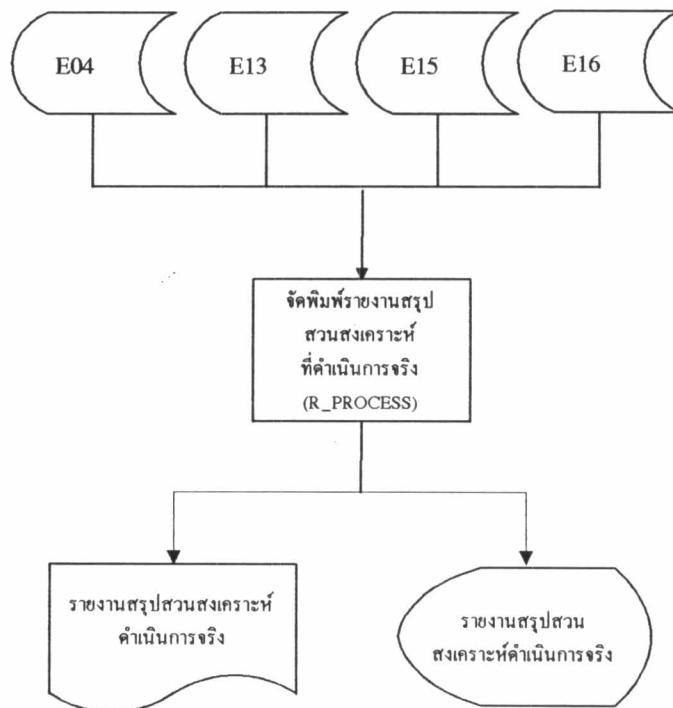 E04 E13 E15 E16
จัดพิมพ์รายงานสรุป
สวนสงเคราะห์
ที่ดำเนินการจริง
(R_PROCESS)
รายงานสรุปสวนสงเคราะห์
ดำเนินการจริง
รายงานสรุปสวน
สงเคราะห์ดำเนินการจริง